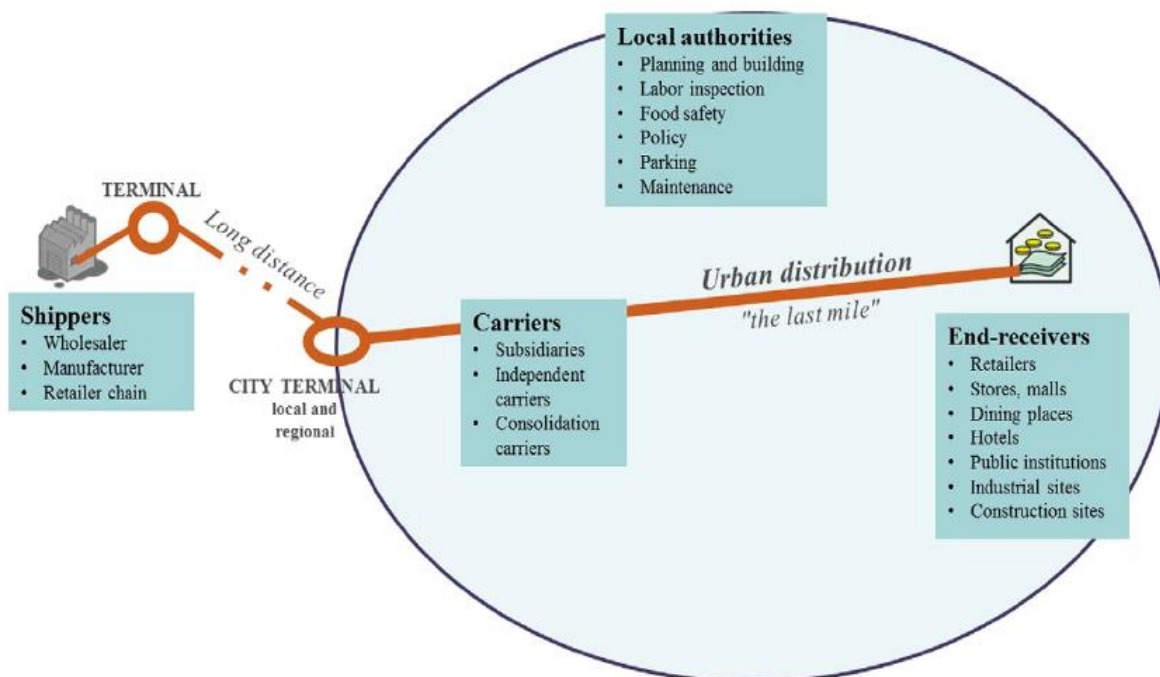 Local authorities
• Planning and building
• Labor inspection
• Food safety
• Policy
• Parking
• Maintenance
TERMINAL
Long distance
Shippers
• Wholesaler
• Manufacturer
• Retailer chain
CITY TERMINAL
local and
regional
Carriers
• Subsidiaries
• Independent
carriers
• Consolidation
carriers
Urban distribution
"the last mile"
End-receivers
• Retailers
• Stores, malls
• Dining places
• Hotels
• Public institutions
• Industrial sites
• Construction sites